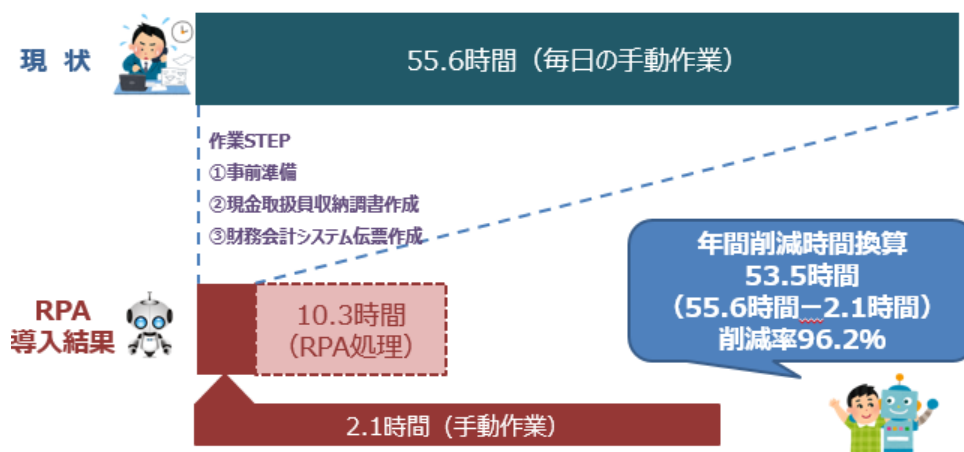 現 状
55.6時間（毎日の手動作業）
作業STEP
①事前準備
②現金取扱員収納調書作成
③財務会計システム伝票作成
年間削減時間換算
53.5時間
（55.6時間－2.1時間）
削減率96.2%
RPA
導入結果
10.3時間
（RPA処理）
2.1時間（手動作業）